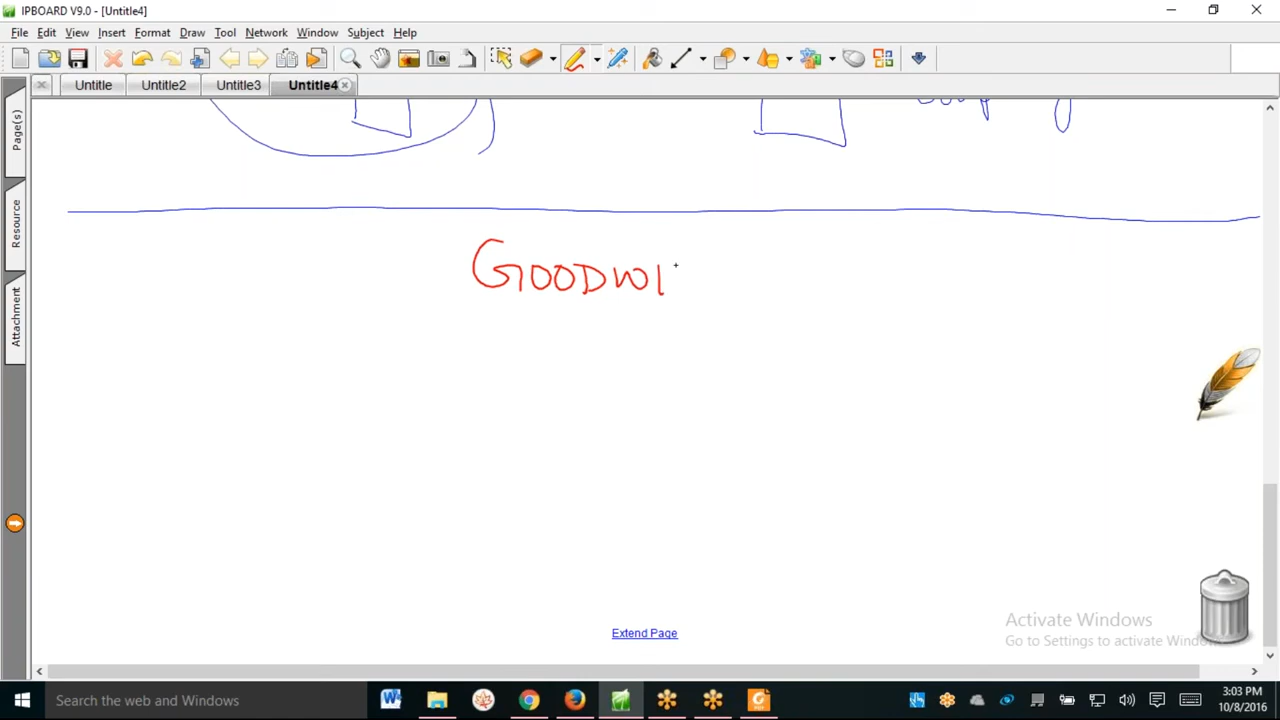 IPBOARD V9.0 - [Untitle4]
File Edit View Insert Format Draw Tool Network Window Subject Help
Untitle Untitle2 Untitle3 Untitle4
Page(s)
Resource
Attachment
GOODWI
Extend Page
Activate Windows
Go to Settings to activate Windows.
Search the web and Windows
3:03 PM
10/8/2016